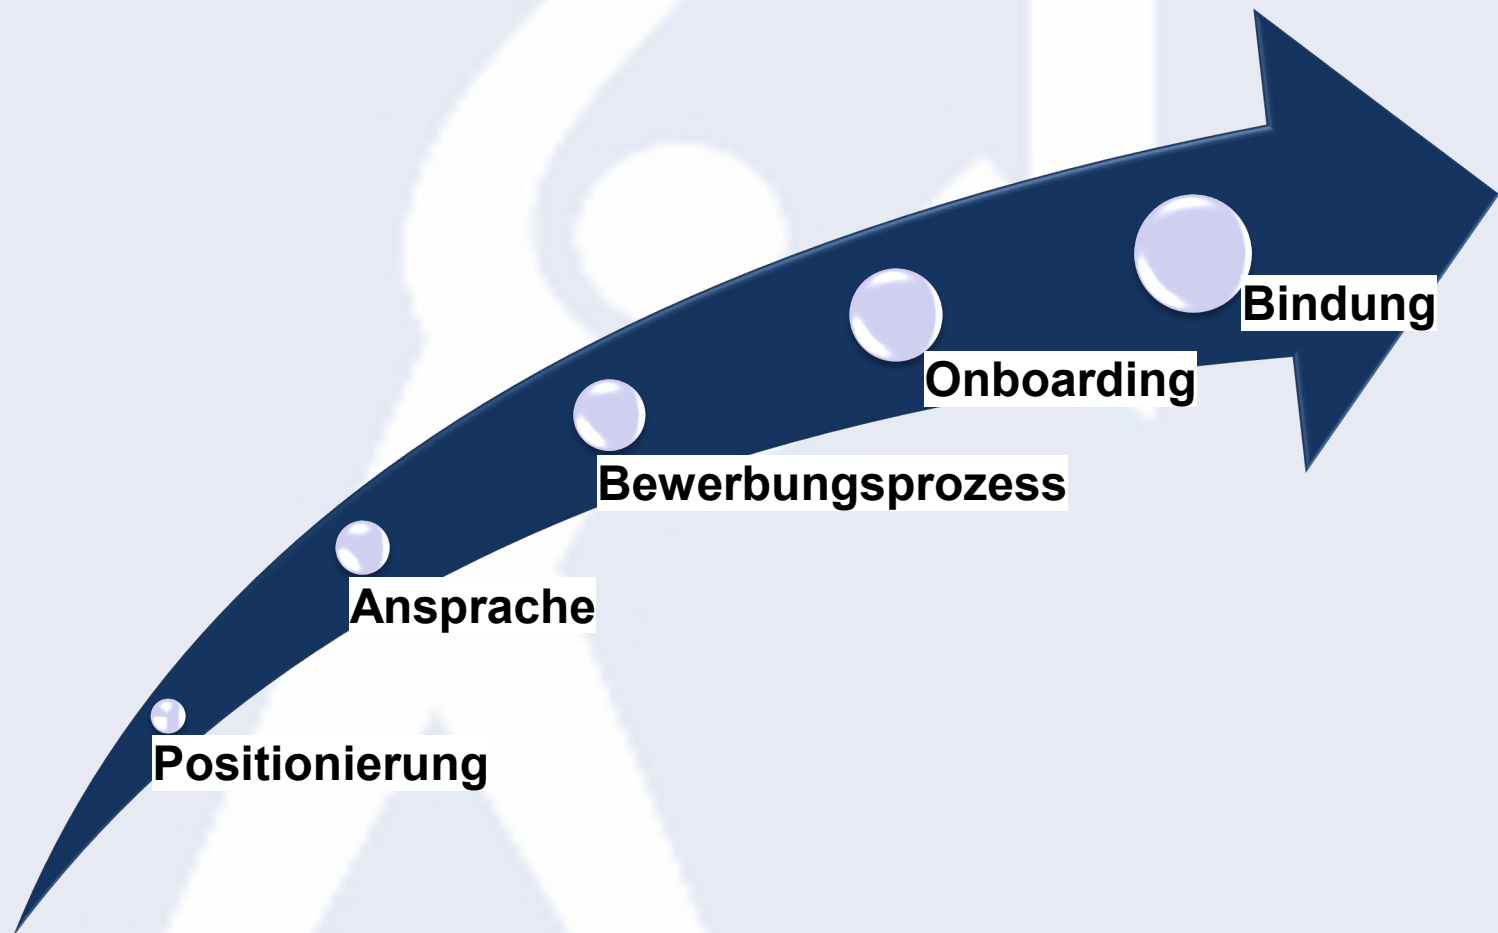 Bindung
Onboarding
Bewerbungsprozess
Ansprache
Positionierung